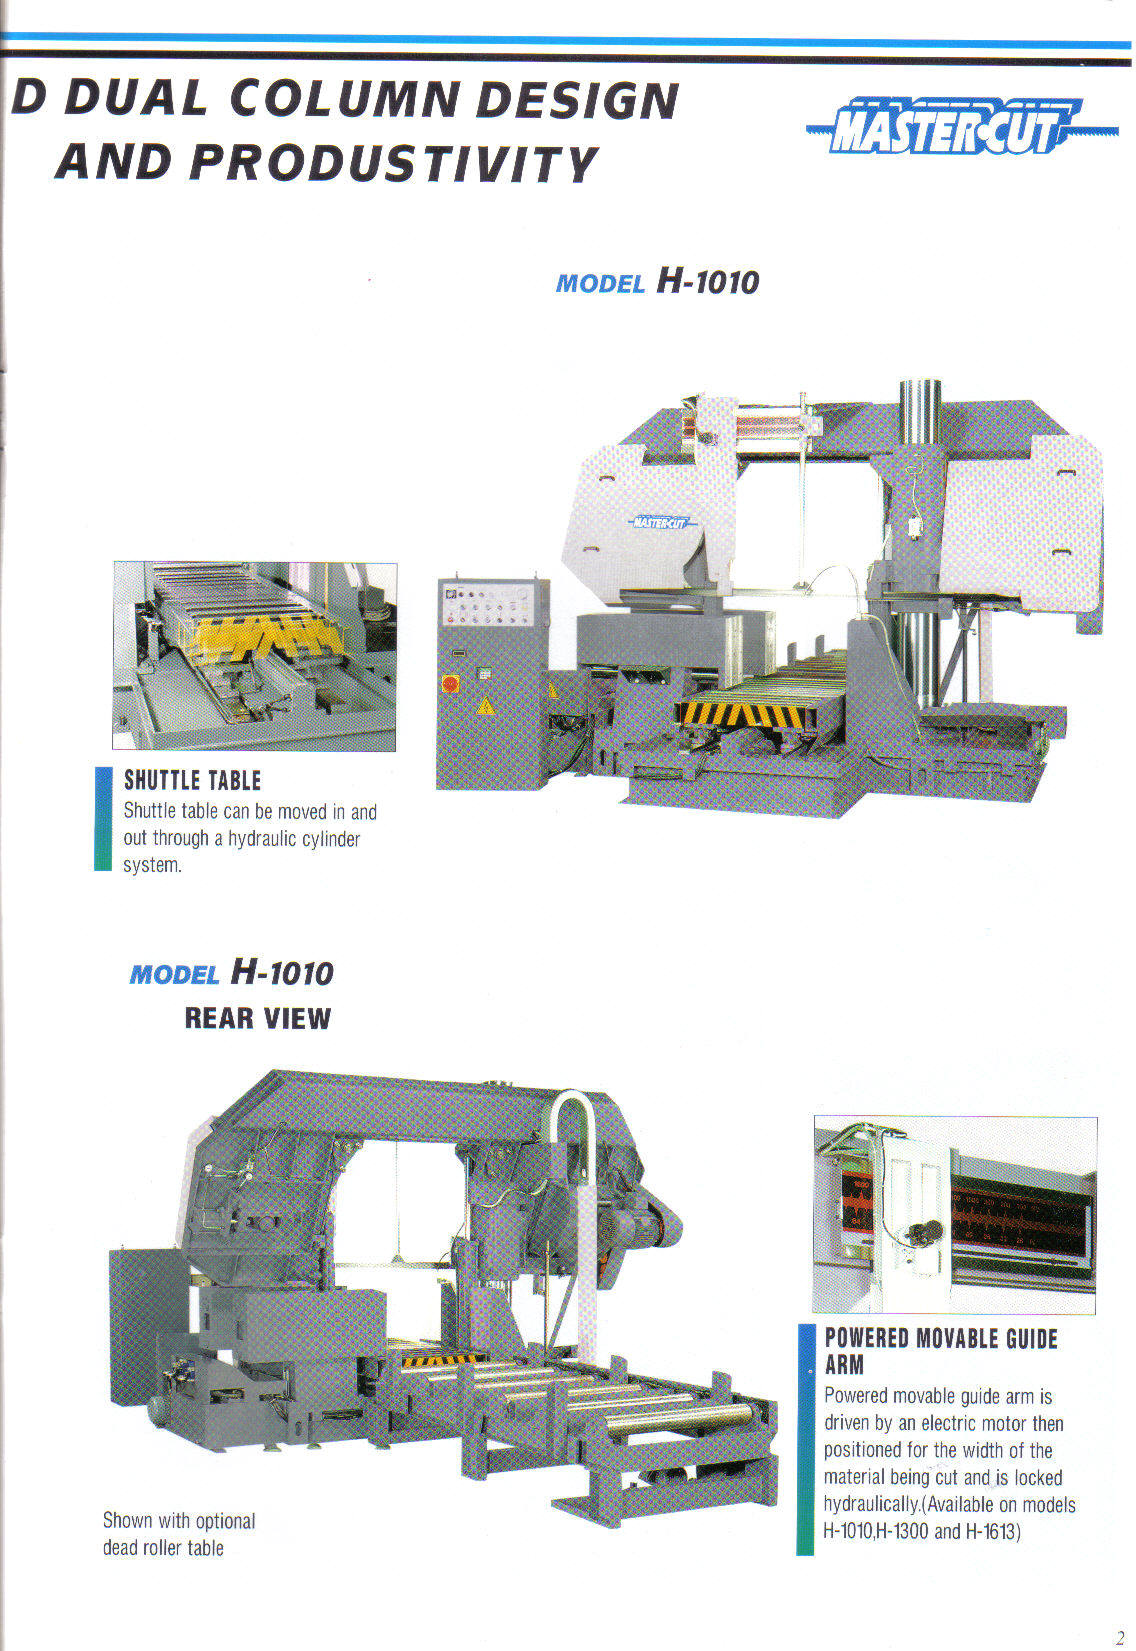 D DUAL COLUMN DESIGN
AND PRODUSTIVITY
MASTER-CUT
MODEL H-1010
MASTER-CUT
SHUTTLE TABLE
Shuttle table can be moved in and
out through a hydraulic cylinder
system.
MODEL H-1010
REAR VIEW
POWERED MOVABLE GUIDE
ARM
Powered movable guide arm is
driven by an electric motor then
positioned for the width of the
material being cut and is locked
hydraulically.(Available on models
H-1010,H-1300 and H-1613)
Shown with optional
dead roller table
2